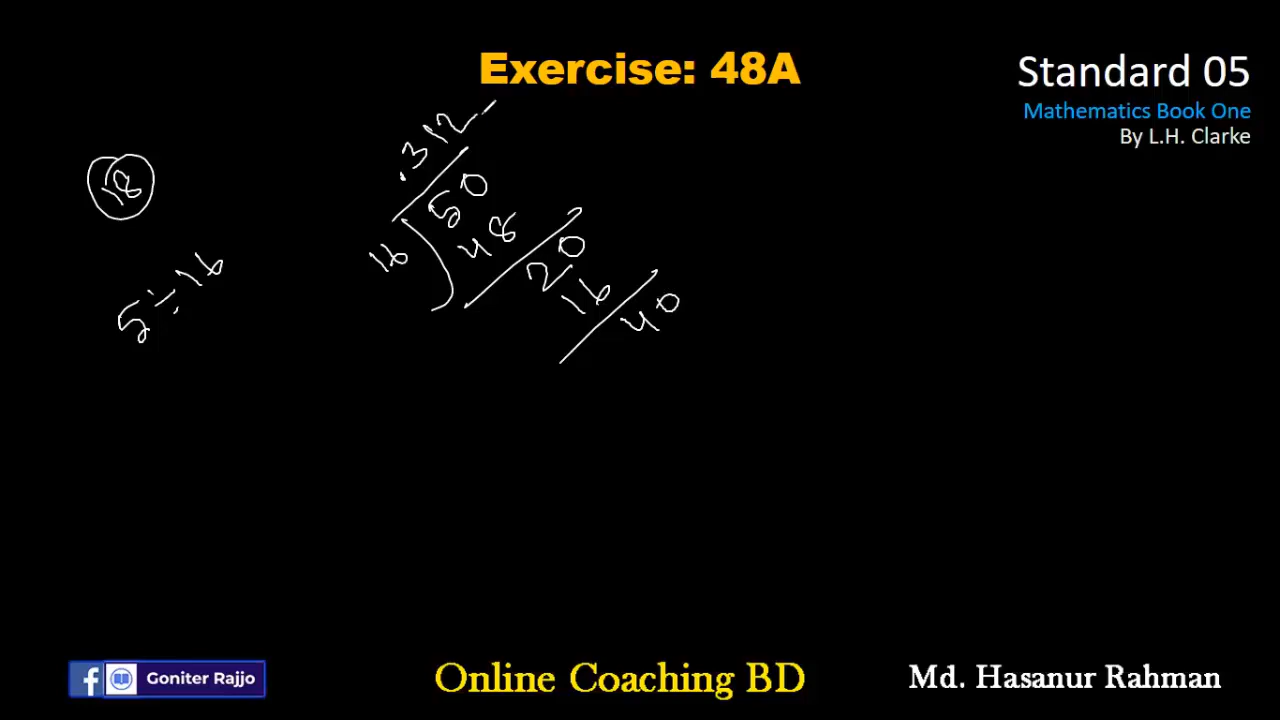 Exercise: 48A
Standard 05
Mathematics Book One
By L.H. Clarke
18
5÷16
.312
16)50
48
20
16
40
Goniter Rajjo
Online Coaching BD
Md. Hasanur Rahman